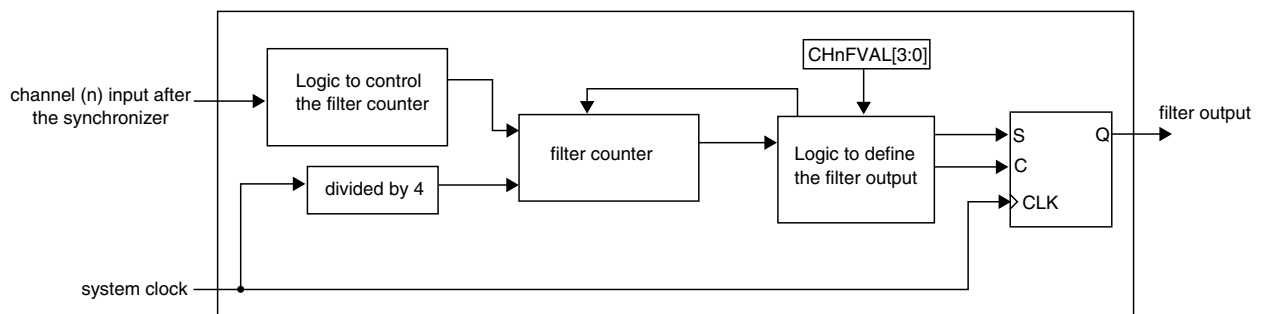 CHnFVAL[3:0]
Logic to control
the filter counter
channel (n) input after
the synchronizer
filter output
S
Q
filter counter
Logic to define
the filter output
C
divided by 4
CLK
system clock